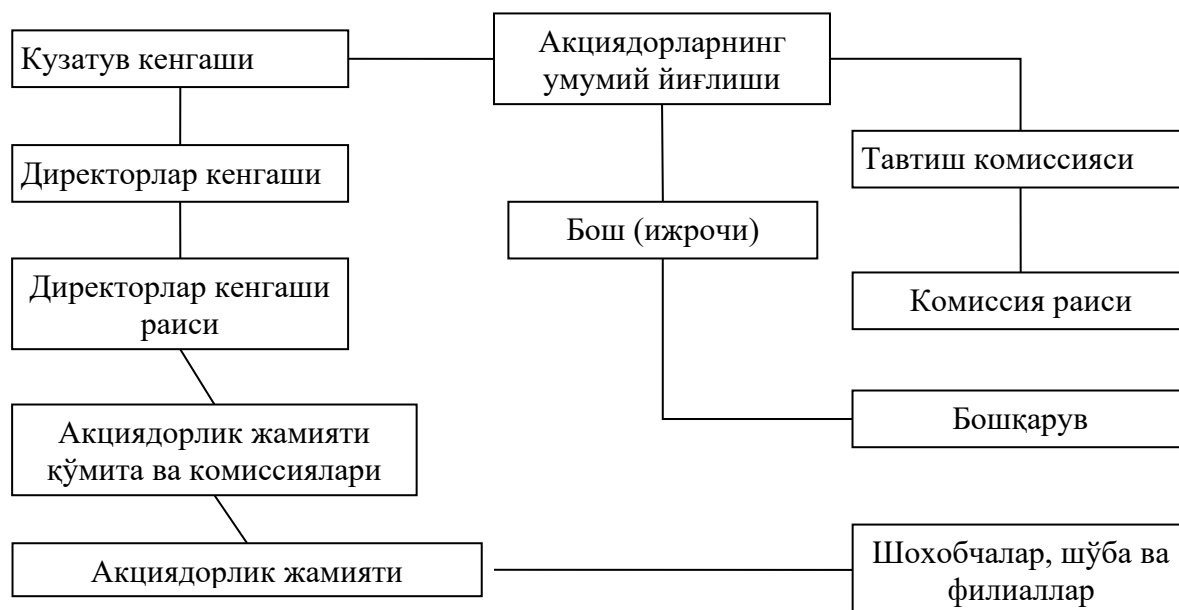 Кузатув кенгаши
Акциядорларнинг
умумий йиғлиши
Директорлар кенгаши
Тавтиш комиссияси
Бош (ижрочи)
Директорлар кенгаши
раиси
Комиссия раиси
Акциядорлик жамияти
қўмита ва комиссиялари
Бошқарув
Акциядорлик жамияти
Шохобчалар, шўба ва
филиаллар